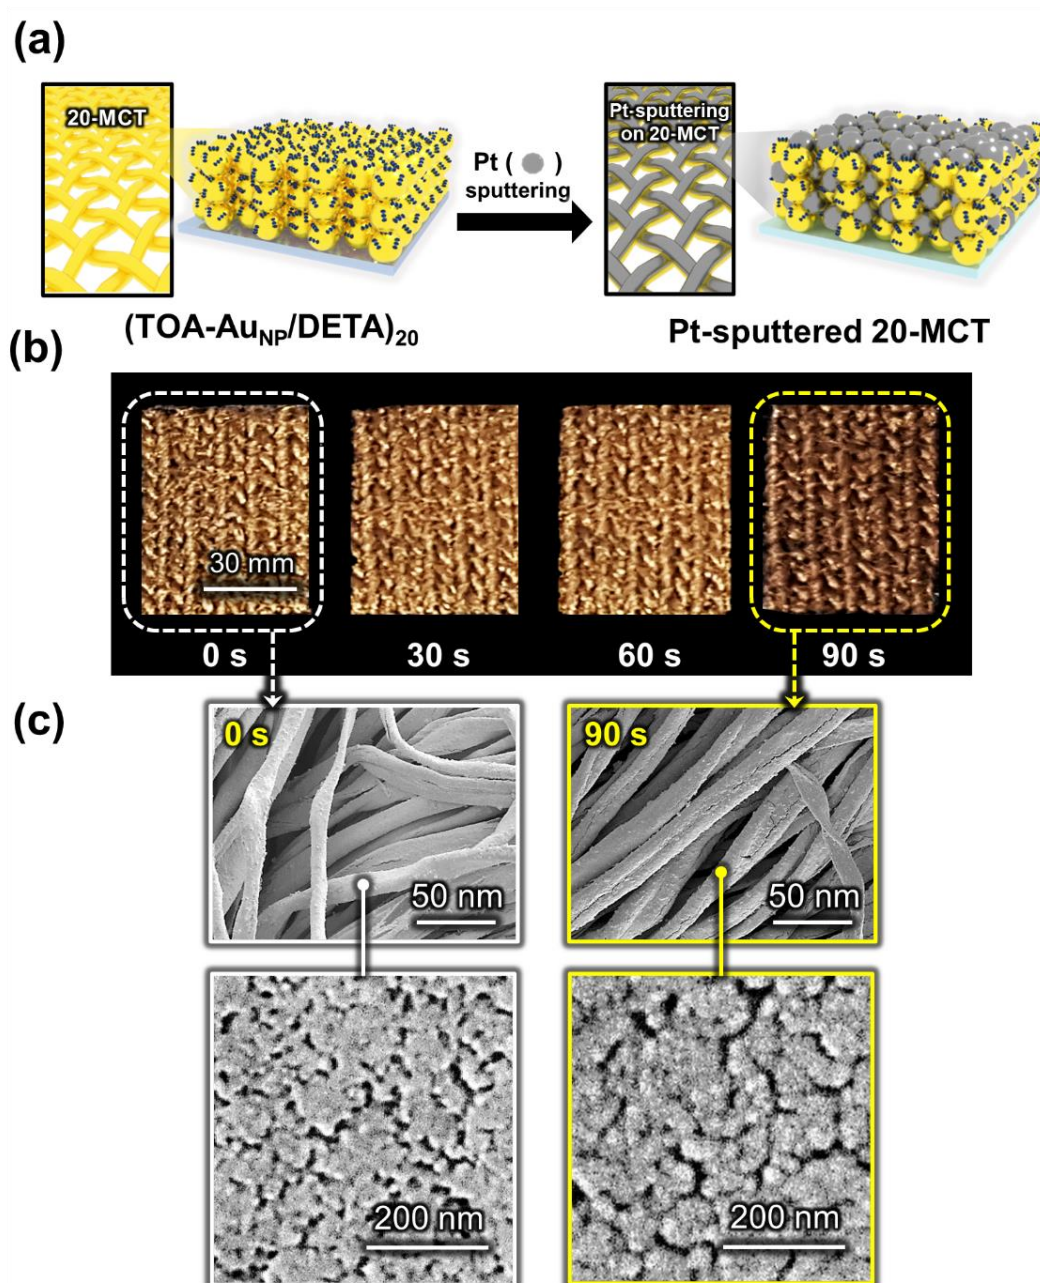 (a)
20-MCT
Pt ( )
sputtering
Pt-sputtering
on 20-MCT
(TOA-AuNP/DETA)20
Pt-sputtered 20-MCT
(b)
30 mm
0 s
30 s
60 s
90 s
(c)
0 s
50 nm
90 s
50 nm
200 nm
200 nm